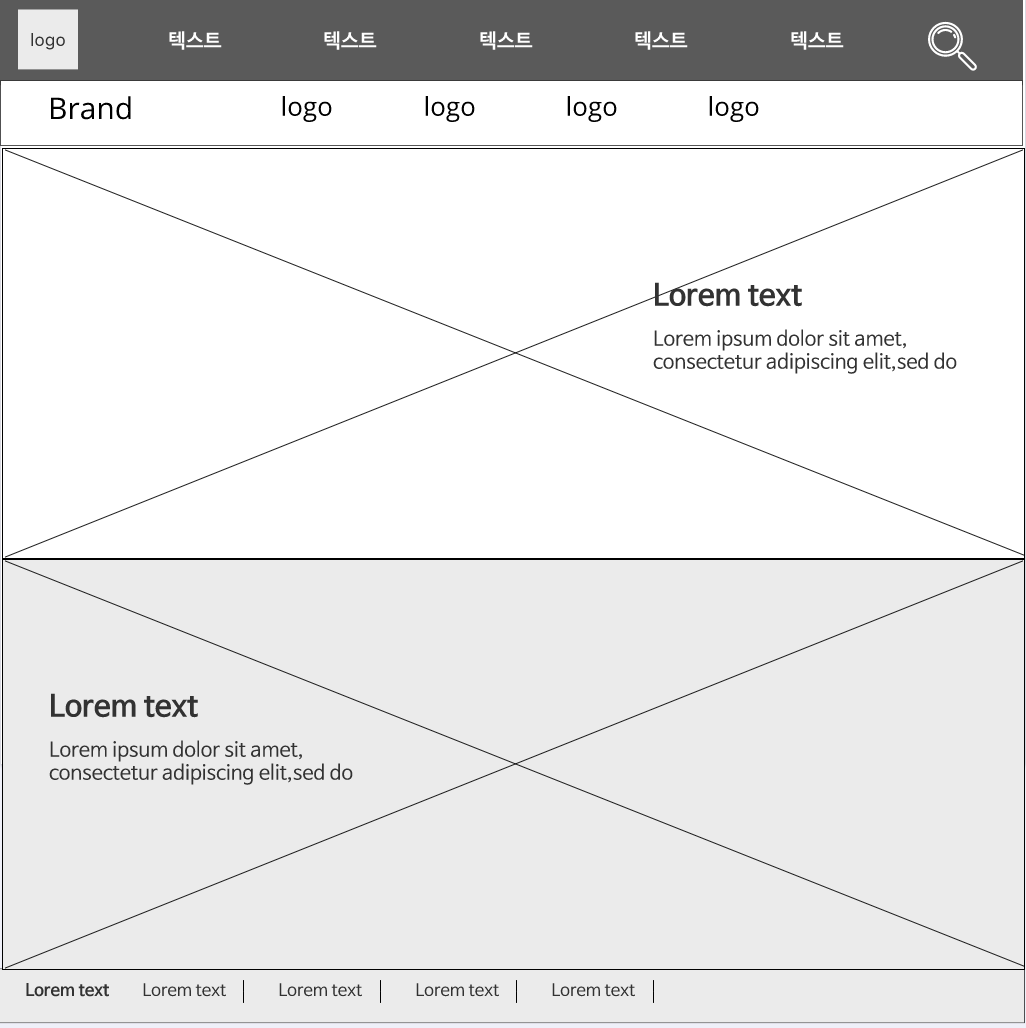 logo 텍스트 텍스트 텍스트 텍스트 텍스트
Brand logo logo logo logo
Lorem text
Lorem ipsum dolor sit amet,
consectetur adipiscing elit,sed do
Lorem text
Lorem ipsum dolor sit amet,
consectetur adipiscing elit,sed do
Lorem text Lorem text Lorem text Lorem text Lorem text